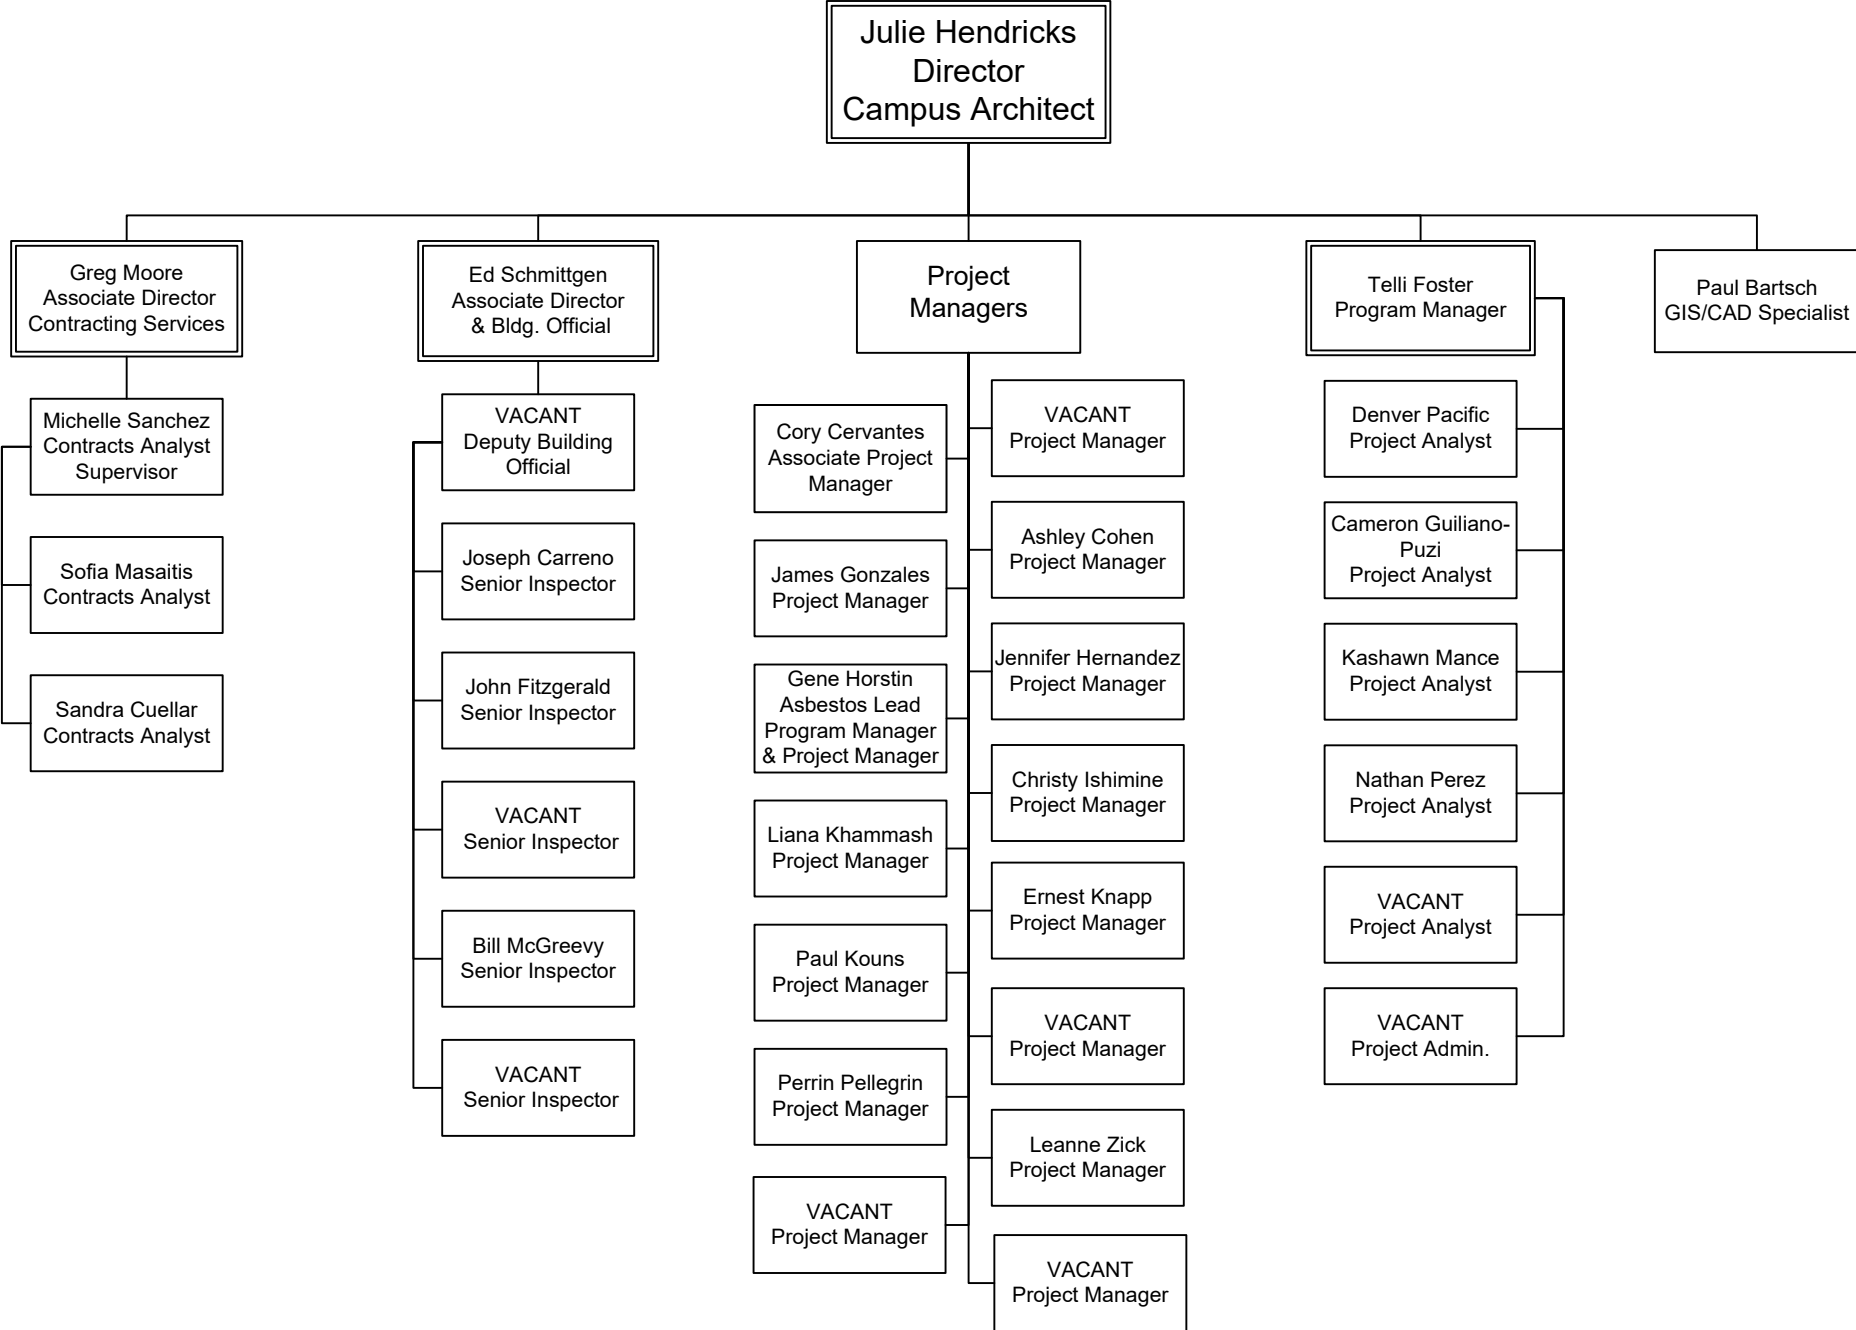 Julie Hendricks
Director
Campus Architect
Greg Moore
Associate Director
Contracting Services
Michelle Sanchez
Contracts Analyst
Supervisor
Sofia Masaitis
Contracts Analyst
Sandra Cuellar
Contracts Analyst
Ed Schmittgen
Associate Director
& Bldg. Official
VACANT
Deputy Building
Official
Joseph Carreno
Senior Inspector
John Fitzgerald
Senior Inspector
VACANT
Senior Inspector
Bill McGreevy
Senior Inspector
VACANT
Senior Inspector
Project
Managers
Cory Cervantes
Associate Project
Manager
James Gonzales
Project Manager
Gene Horstin
Asbestos Lead
Program Manager
& Project Manager
Liana Khammash
Project Manager
Paul Kouns
Project Manager
Perrin Pellegrin
Project Manager
VACANT
Project Manager
VACANT
Project Manager
Ashley Cohen
Project Manager
Jennifer Hernandez
Project Manager
Christy Ishimine
Project Manager
Ernest Knapp
Project Manager
VACANT
Project Manager
Leanne Zick
Project Manager
VACANT
Project Manager
Telli Foster
Program Manager
Denver Pacific
Project Analyst
Cameron Guiliano-
Puzi
Project Analyst
Kashawn Mance
Project Analyst
Nathan Perez
Project Analyst
VACANT
Project Analyst
VACANT
Project Admin.
Paul Bartsch
GIS/CAD Specialist